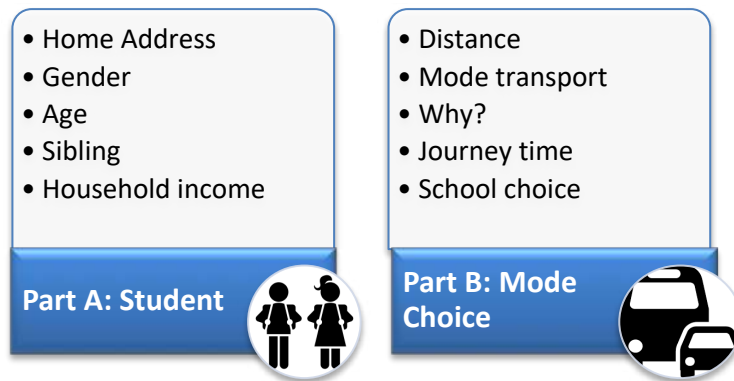 • Home Address
• Gender
• Age
• Sibling
• Household income
Part A: Student
• Distance
• Mode transport
• Why?
• Journey time
• School choice
Part B: Mode
Choice